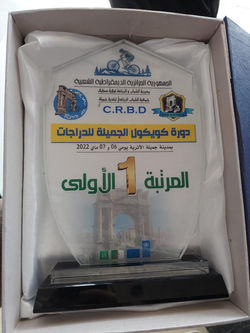 الجمهورية الجزائرية الديمقراطية الشعبية
C.R.B.D
دورة كويكول الجميلة للدراجات
بمدينة جميلة الأثرية يومي 06 و 07 ماي 2022
المرتبة 1 الأولى